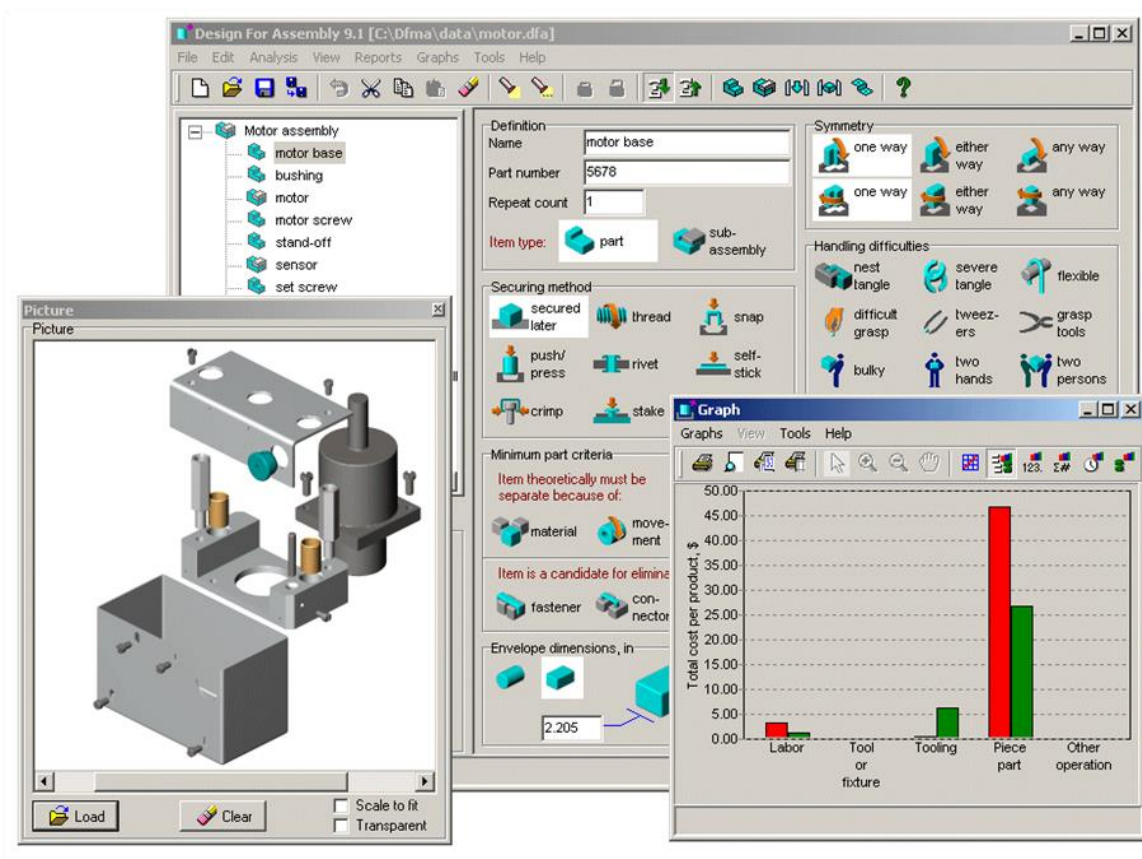 Design For Assembly 9.1 [C:\Dfma\data\motor.dfa]
File Edit Analysis View Reports Graphs Tools Help
Motor assembly
motor base
bushing
motor
motor screw
stand-off
sensor
set screw
Definition
Name motor base
Part number 5678
Repeat count 1
Item type: part sub-
assembly
Symmetry
one way either
way any way
one way either
way any way
Handling difficulties
nest
tangle severe
tangle flexible
difficult
grasp tweez-
ers grasp
tools
bulky two
hands two
persons
Securing method
secured
later thread snap
push/
press rivet self-
stick
crimp stake
Minimum part criteria
Item theoretically must be
separate because of:
material move-
ment
Item is a candidate for elimina
fastener con-
nector
Envelope dimensions, in
2.205
Picture
Picture
Load Clear
Scale to fit
Transparent
Graph
Graphs View Tools Help
123. Σ#
Total cost per product, $
50.00
45.00
40.00
35.00
30.00
25.00
20.00
15.00
10.00
5.00
0.00
Labor Tool
or
fixture Tooling Piece
part Other
operation